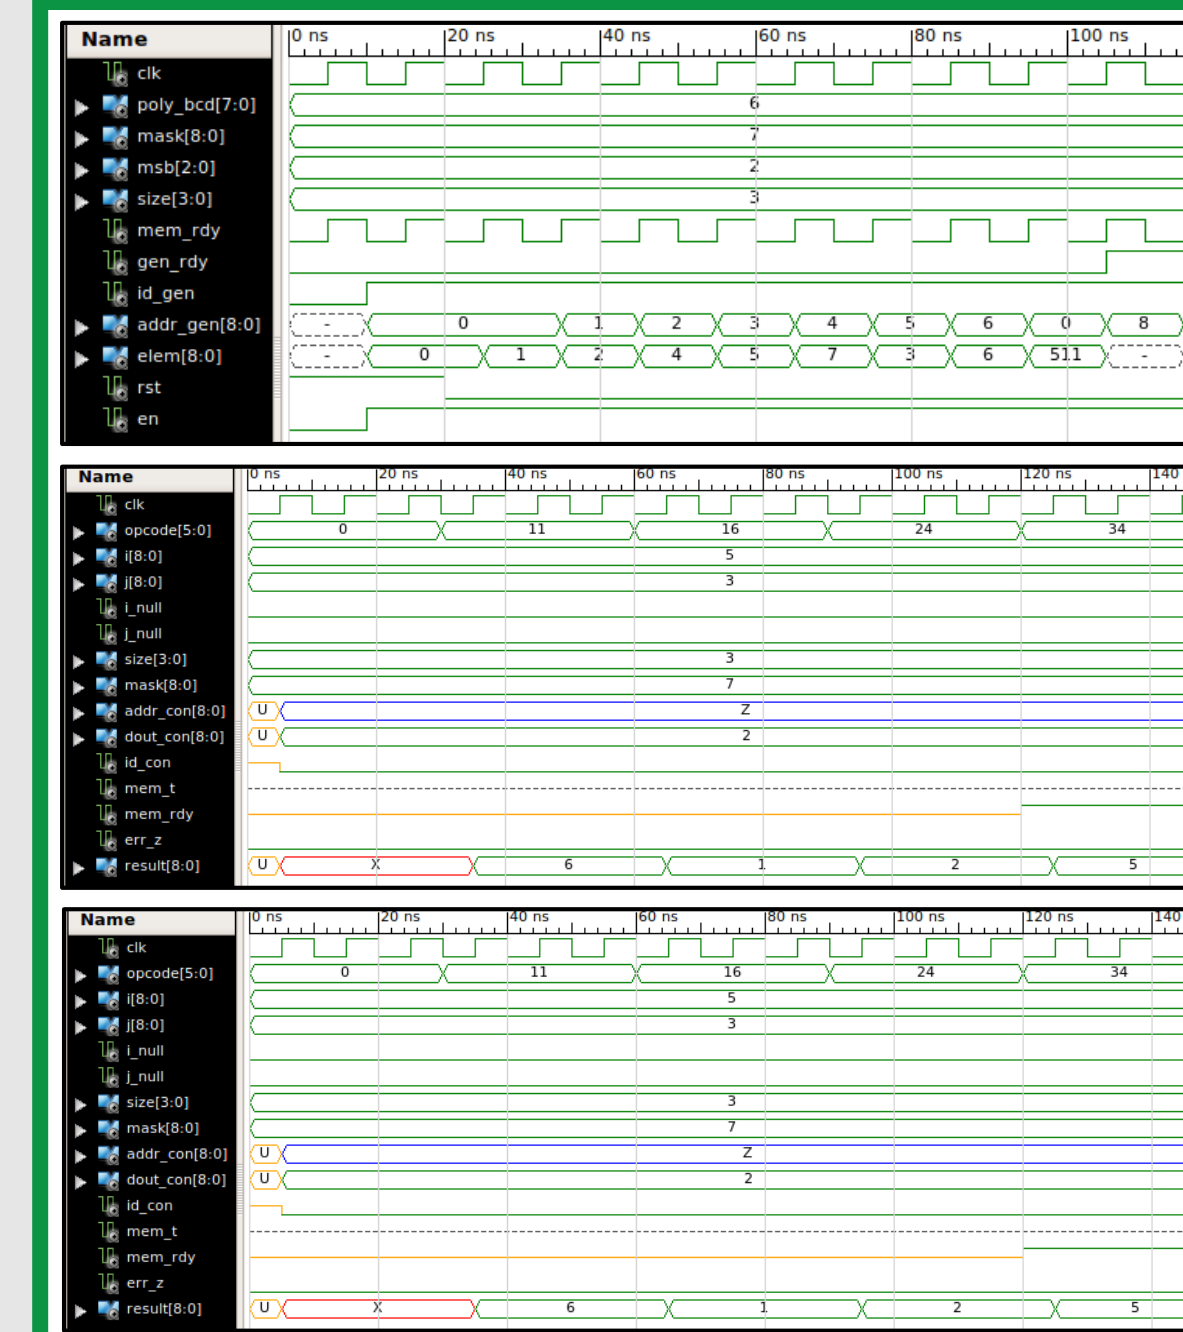 Name 0 ns 20 ns 40 ns 60 ns 80 ns 100 ns
clk
poly_bcd[7:0] 6
mask[8:0] 7
msb[2:0] 2
size[3:0] 3
mem_rdy
gen_rdy
id_gen
addr_gen[8:0] - 0 1 2 3 4 5 6 0 8
elem[8:0] - 0 1 2 4 5 7 3 6 511 -
rst
en
Name 0 ns 20 ns 40 ns 60 ns 80 ns 100 ns 120 ns 140
clk
opcode[5:0] 0 11 16 24 34
i[8:0] 5
j[8:0] 3
i_null
j_null
size[3:0] 3
mask[8:0] 7
addr_con[8:0] U Z
dout_con[8:0] U 2
id_con
mem_t
mem_rdy
err_z
result[8:0] U X 6 1 2 5
Name 0 ns 20 ns 40 ns 60 ns 80 ns 100 ns 120 ns 140
clk
opcode[5:0] 0 11 16 24 34
i[8:0] 5
j[8:0] 3
i_null
j_null
size[3:0] 3
mask[8:0] 7
addr_con[8:0] U Z
dout_con[8:0] U 2
id_con
mem_t
mem_rdy
err_z
result[8:0] U X 6 1 2 5